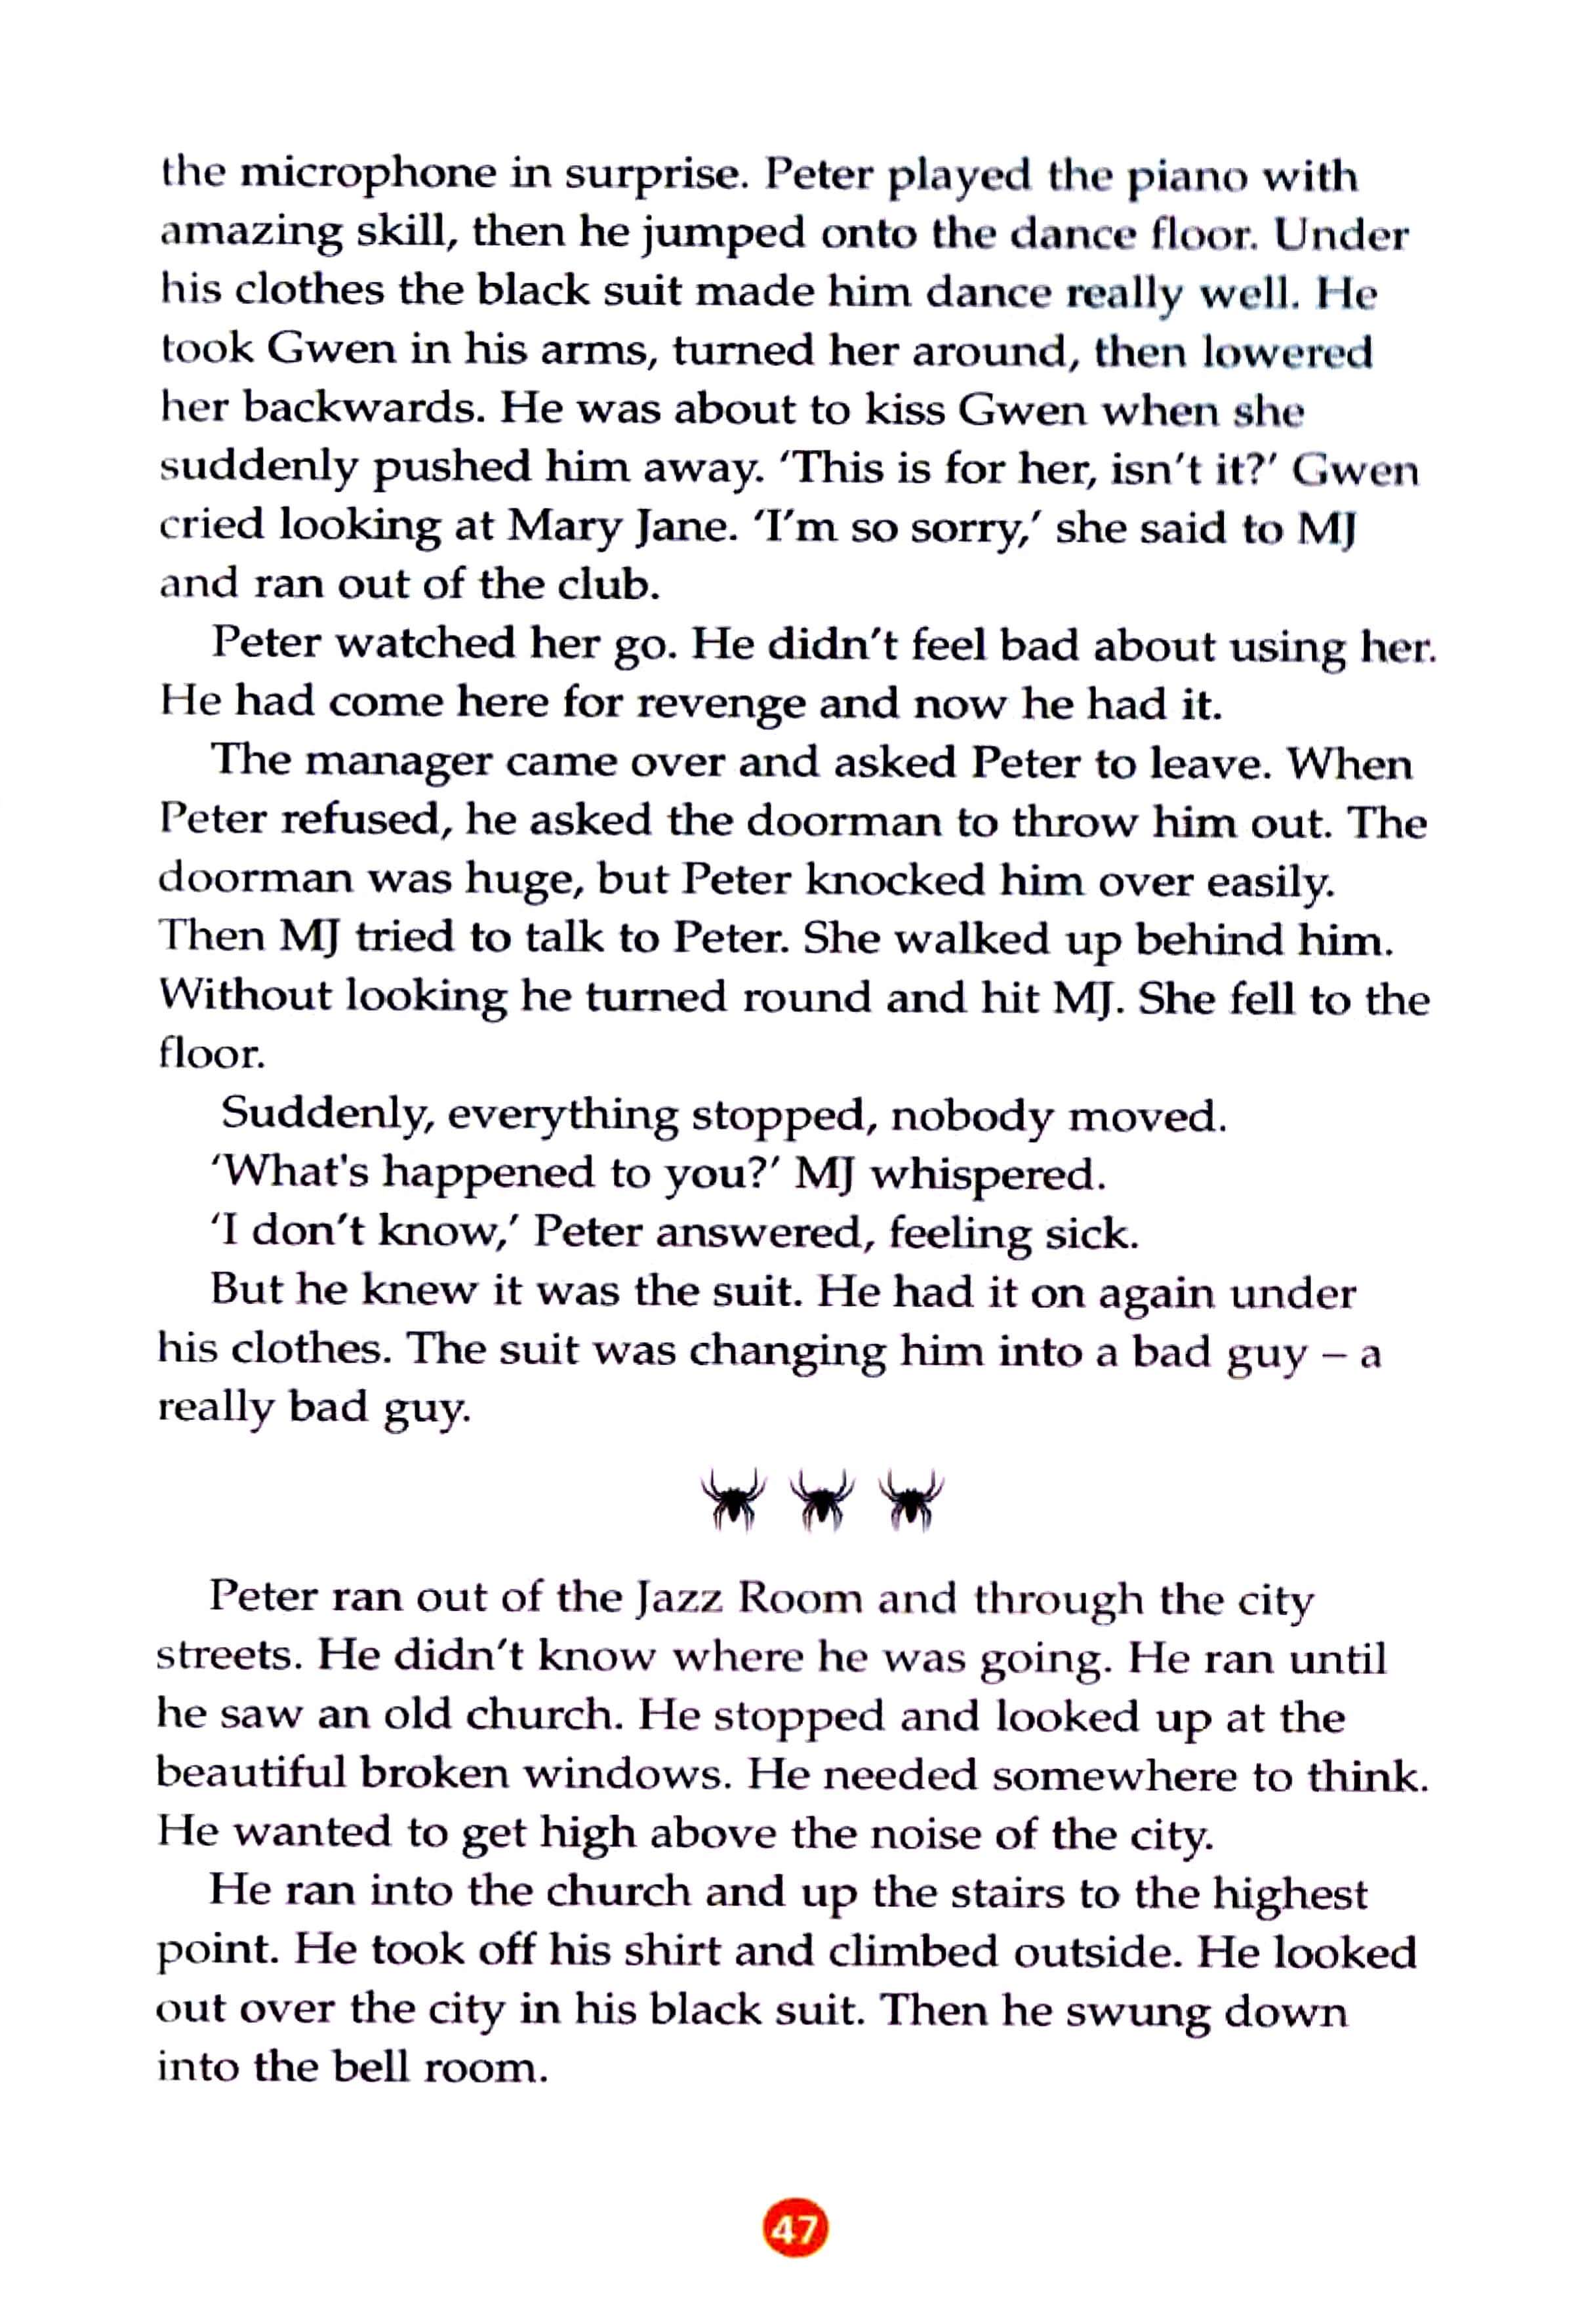 the microphone in surprise. Peter played the piano with
amazing skill, then he jumped onto the dance floor. Under
his clothes the black suit made him dance really well. He
took Gwen in his arms, turned her around, then lowered
her backwards. He was about to kiss Gwen when she
suddenly pushed him away. ‘This is for her, isn’t it?’ Gwen
cried looking at Mary Jane. ‘I’m so sorry,’ she said to MJ
and ran out of the club.
Peter watched her go. He didn’t feel bad about using her.
He had come here for revenge and now he had it.
The manager came over and asked Peter to leave. When
Peter refused, he asked the doorman to throw him out. The
doorman was huge, but Peter knocked him over easily.
Then MJ tried to talk to Peter. She walked up behind him.
Without looking he turned round and hit MJ. She fell to the
floor.
Suddenly, everything stopped, nobody moved.
‘What's happened to you?’ MJ whispered.
‘I don’t know,’ Peter answered, feeling sick.
But he knew it was the suit. He had it on again under
his clothes. The suit was changing him into a bad guy – a
really bad guy.
Peter ran out of the Jazz Room and through the city
streets. He didn’t know where he was going. He ran until
he saw an old church. He stopped and looked up at the
beautiful broken windows. He needed somewhere to think.
He wanted to get high above the noise of the city.
He ran into the church and up the stairs to the highest
point. He took off his shirt and climbed outside. He looked
out over the city in his black suit. Then he swung down
into the bell room.
47